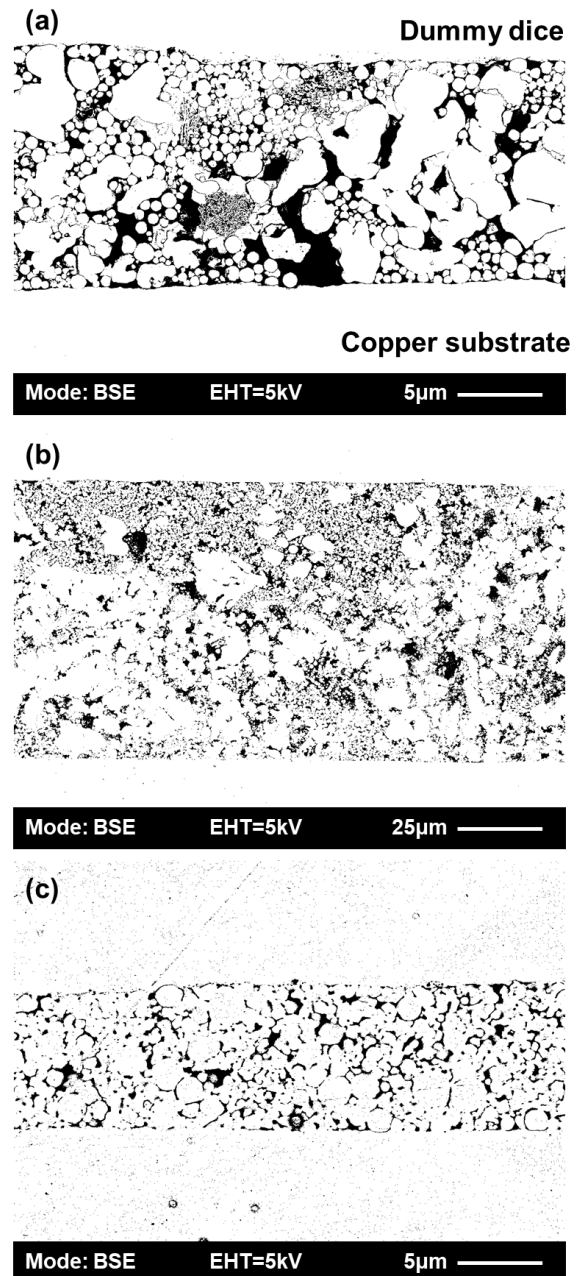 (a)
Dummy dice
Copper substrate
Mode: BSE EHT=5kV 5μm
(b)
Mode: BSE EHT=5kV 25μm
(c)
Mode: BSE EHT=5kV 5μm